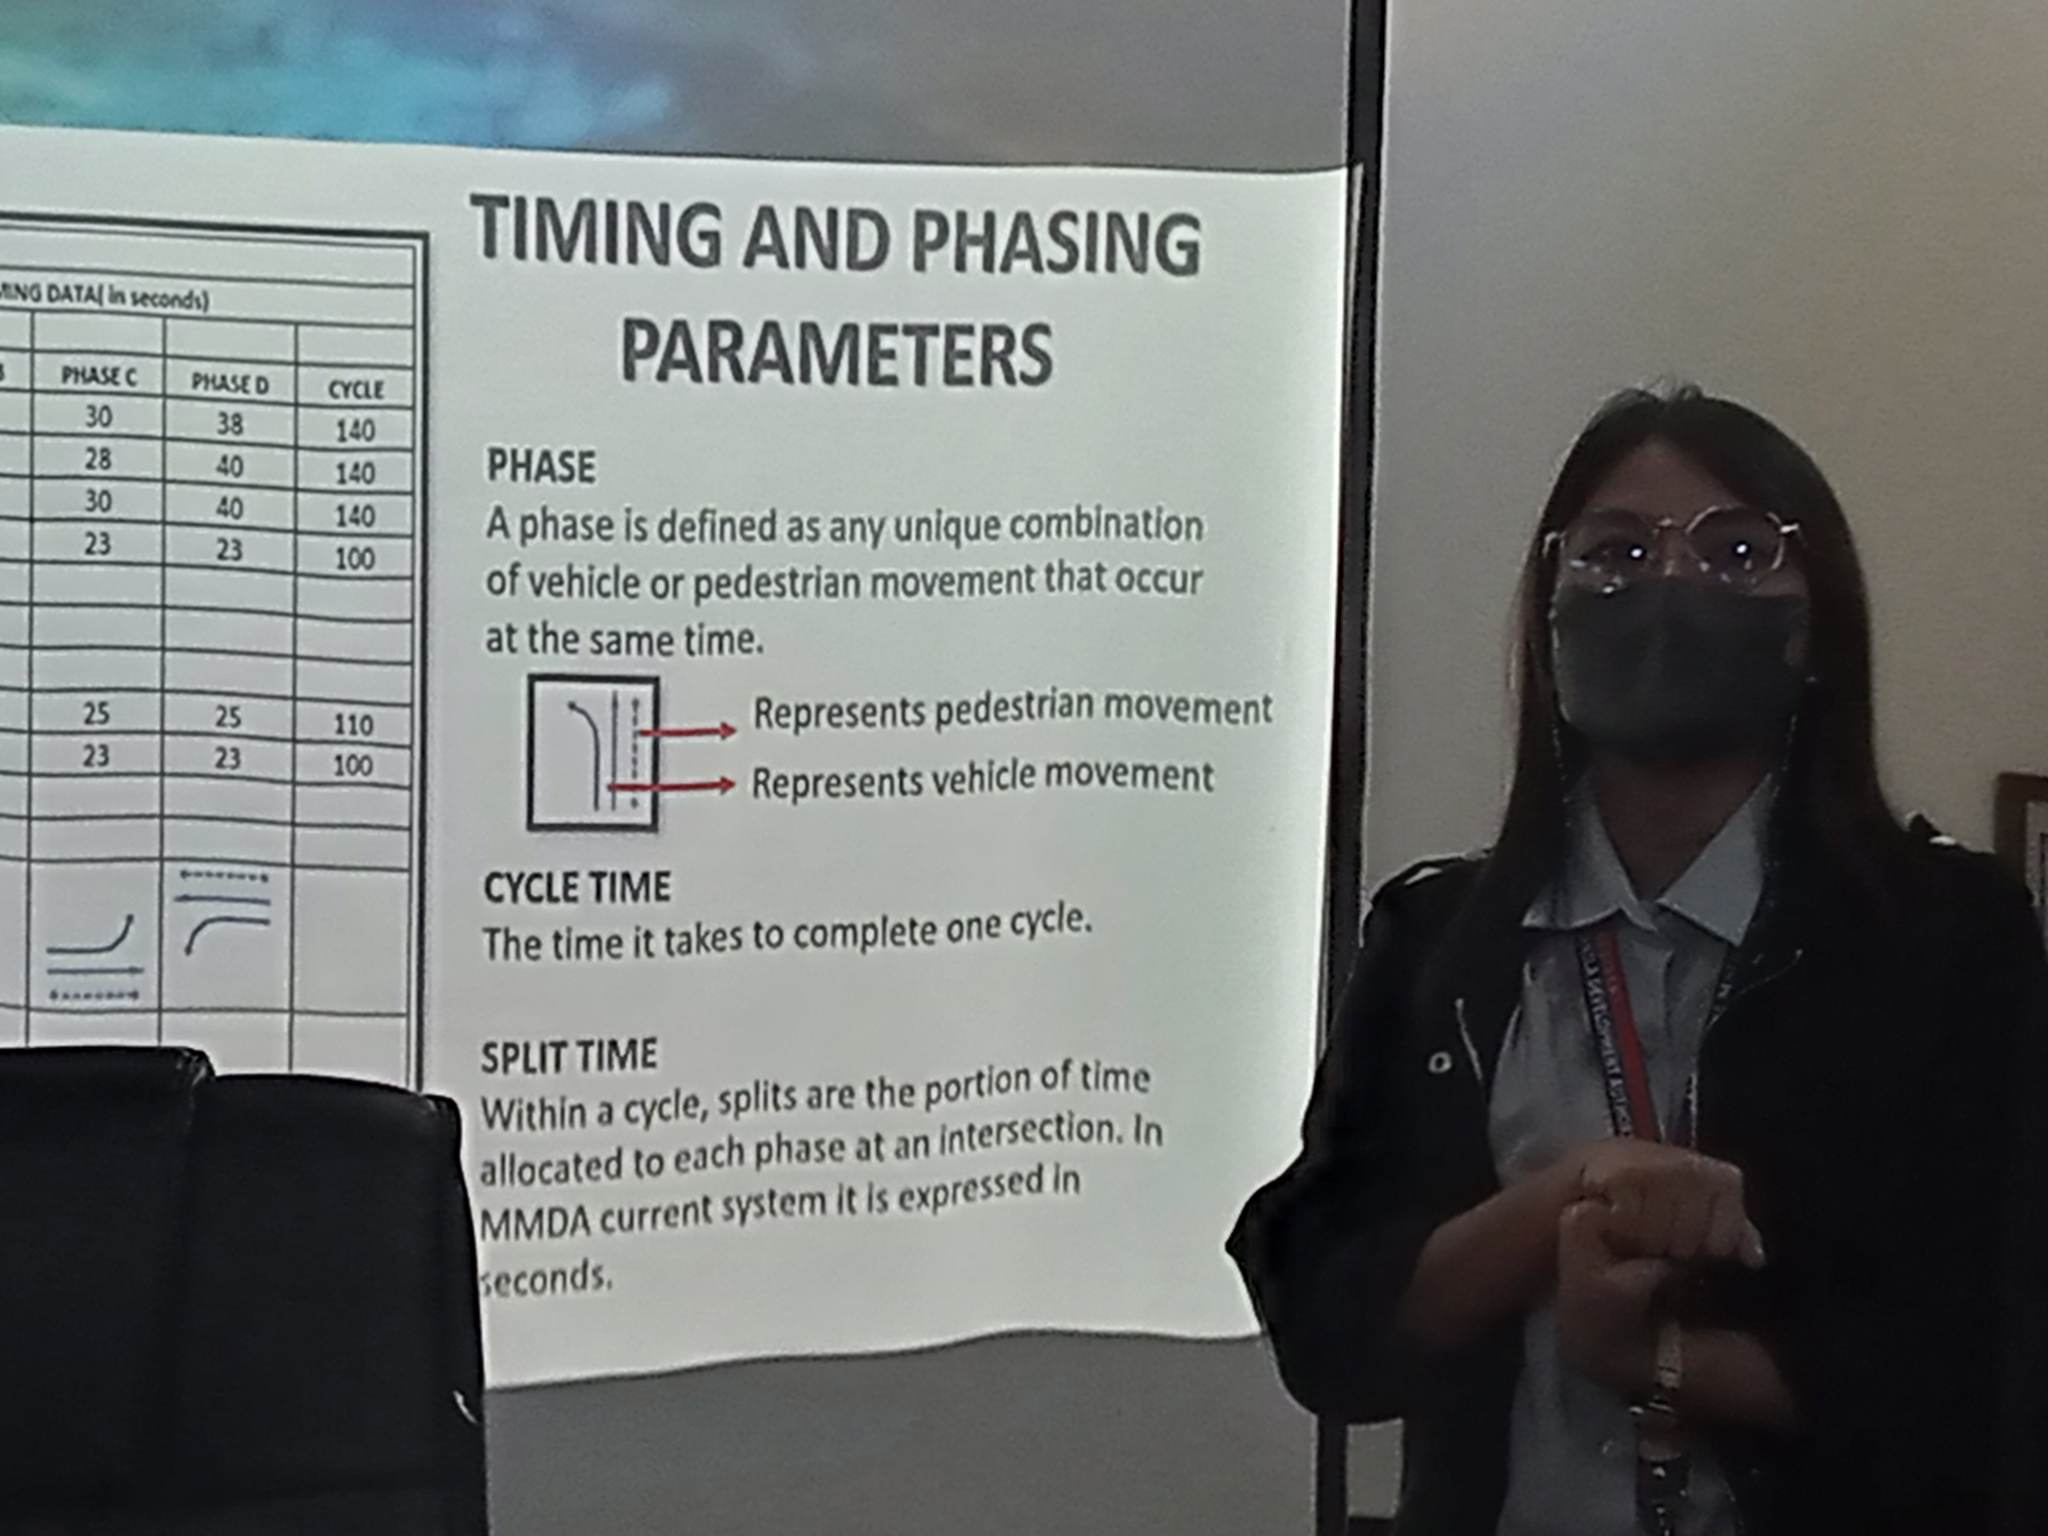 TIMING AND PHASING
PARAMETERS
DATA( in seconds)
PHASE C PHASE D CYCLE
30 38 140
28 40 140
30 40 140
23 23 100
25 25 110
23 23 100
PHASE
A phase is defined as any unique combination
of vehicle or pedestrian movement that occur
at the same time.
Represents pedestrian movement
Represents vehicle movement
CYCLE TIME
The time it takes to complete one cycle.
SPLIT TIME
Within a cycle, splits are the portion of time
allocated to each phase at an intersection. In
MMDA current system it is expressed in
seconds.